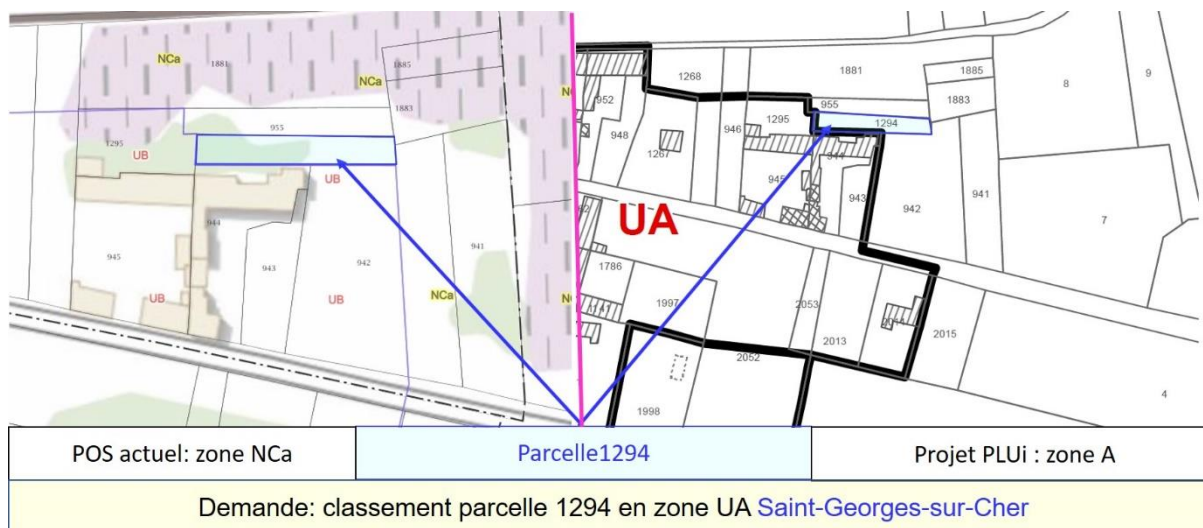 NCa
1881
NCa
1885
NCa
1883
955
1295
UB
UB
944
945
943
942
941
UB
UB
NCa
NCa
952
948
1268
1267
946
1295
955
1294
945
944
943
1881
1885
1883
942
941
8
9
7
UA
1786
1997
2053
2013
2015
2052
1998
4
POS actuel: zone NCa
Parcelle1294
Projet PLUi : zone A
Demande: classement parcelle 1294 en zone UA Saint-Georges-sur-Cher